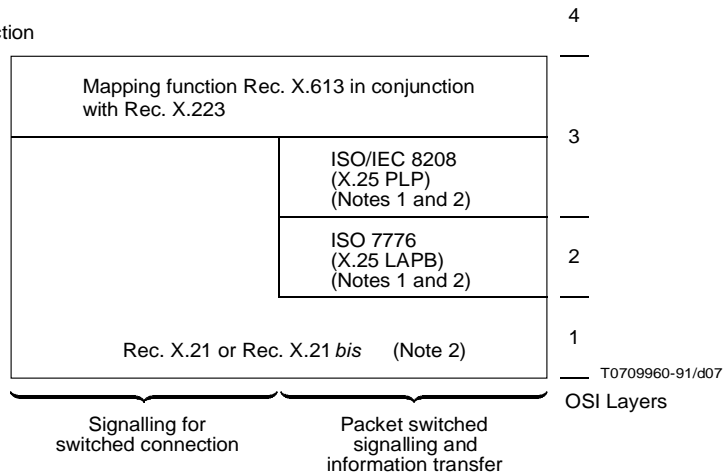 4
Mapping function Rec. X.613 in conjunction
with Rec. X.223
3
ISO/IEC 8208
(X.25 PLP)
(Notes 1 and 2)
ISO 7776
(X.25 LAPB)
(Notes 1 and 2)
2
Rec. X.21 or Rec. X.21 bis (Note 2)
1
T0709960-91/d07
OSI Layers
Signalling for
switched connection
Packet switched
signalling and
information transfer